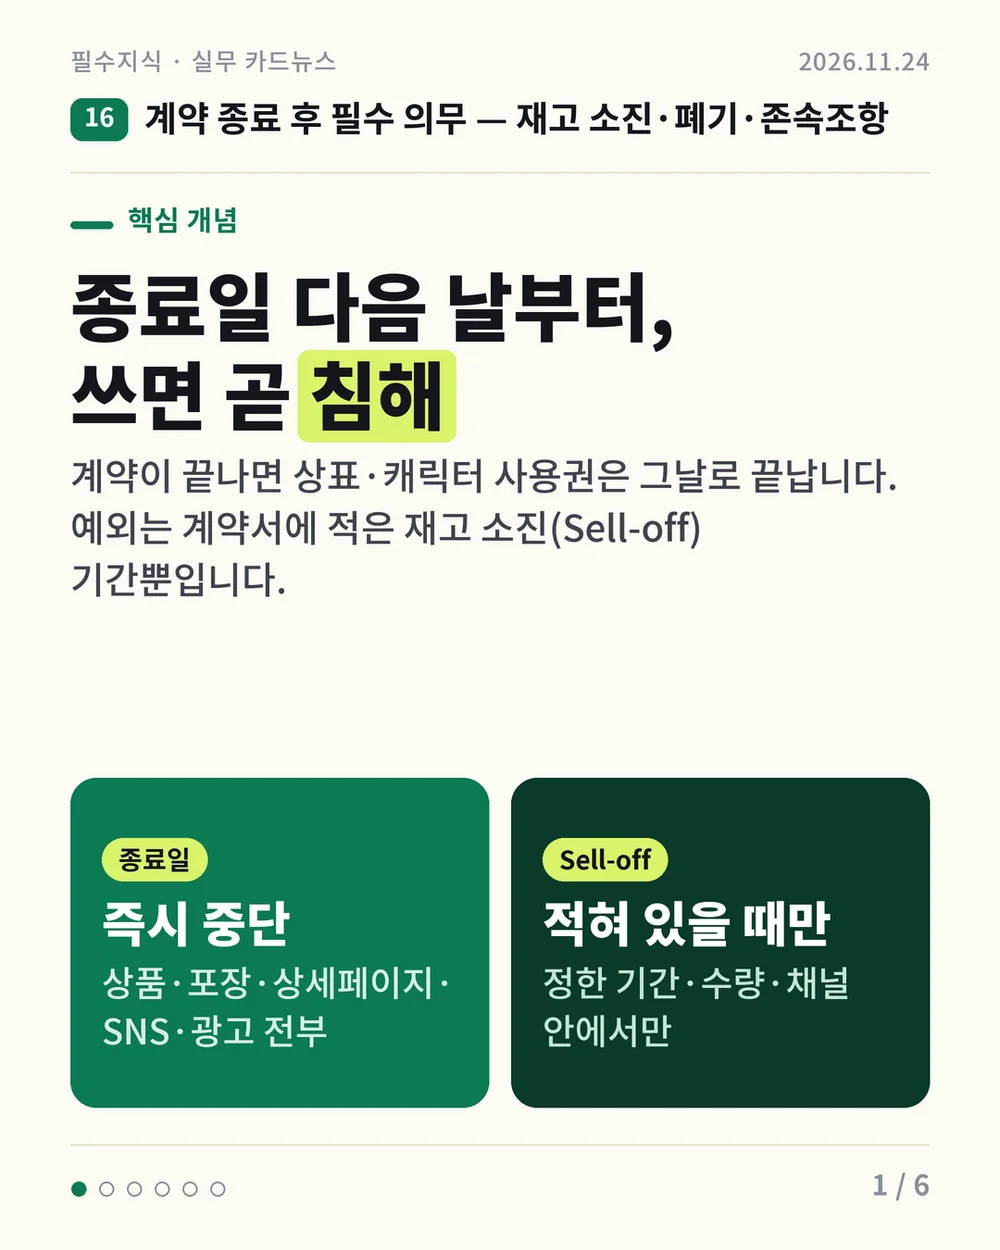 필수지식 · 실무 카드뉴스
2026.11.24
16 계약 종료 후 필수 의무 — 재고 소진·폐기·존속조항
핵심 개념
종료일 다음 날부터,
쓰면 곧 침해
계약이 끝나면 상표·캐릭터 사용권은 그날로 끝납니다.
예외는 계약서에 적은 재고 소진(Sell-off)
기간뿐입니다.
종료일
즉시 중단
상품·포장·상세페이지·
SNS·광고 전부
Sell-off
적혀 있을 때만
정한 기간·수량·채널
안에서만
1 / 6